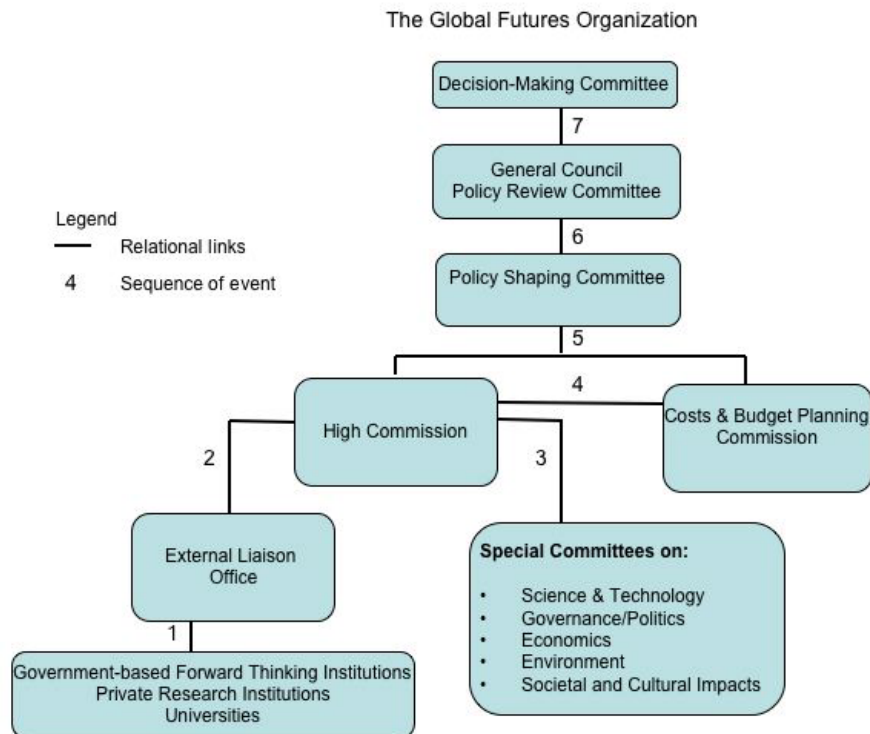 The Global Futures Organization
Decision-Making Committee
7
General Council
Policy Review Committee
6
Legend
Relational links
4 Sequence of event
Policy Shaping Committee
5
4
High Commission
Costs & Budget Planning
Commission
2
3
External Liaison
Office
Special Committees on:
• Science & Technology
• Governance/Politics
• Economics
• Environment
• Societal and Cultural Impacts
1
Government-based Forward Thinking Institutions
Private Research Institutions
Universities